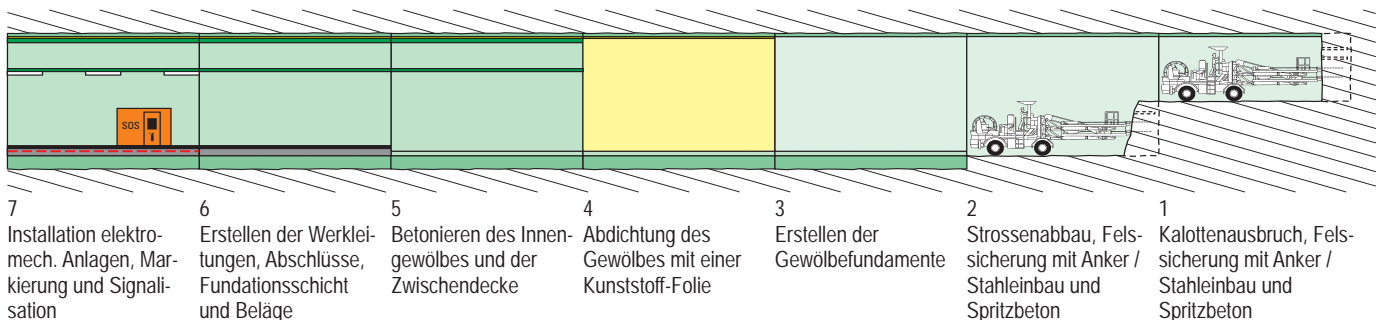 SOS
7
Installation elektro-
mech. Anlagen, Mar-
kierung und Signali-
sation
6
Erstellen der Werklei-
tungen, Abschlüsse,
Fundationsschicht
und Beläge
5
Betonieren des Innen-
gewölbes und der
Zwischendecke
4
Abdichtung des
Gewölbes mit einer
Kunststoff-Folie
3
Erstellen der
Gewölbefundamente
2
Strossenabbau, Fels-
sicherung mit Anker /
Stahleinbau und
Spritzbeton
1
Kalottenausbruch, Fels-
sicherung mit Anker /
Stahleinbau und
Spritzbeton